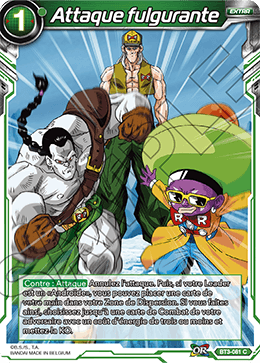 1
Attaque fulgurante
EXTRA
Contre : Attaque Annulez l'attaque. Puis, si votre Leader
est un «Androïde», vous pouvez placer une carte de
votre main dans votre Zone de Dispersion. Si vous faites
ainsi, choisissez jusqu'à une carte de Combat de votre
adversaire avec un coût d'énergie de trois ou moins et
mettez-la KO.
©B.S./S., T.A.
BANDAI MADE IN BELGIUM
BT3-081 C